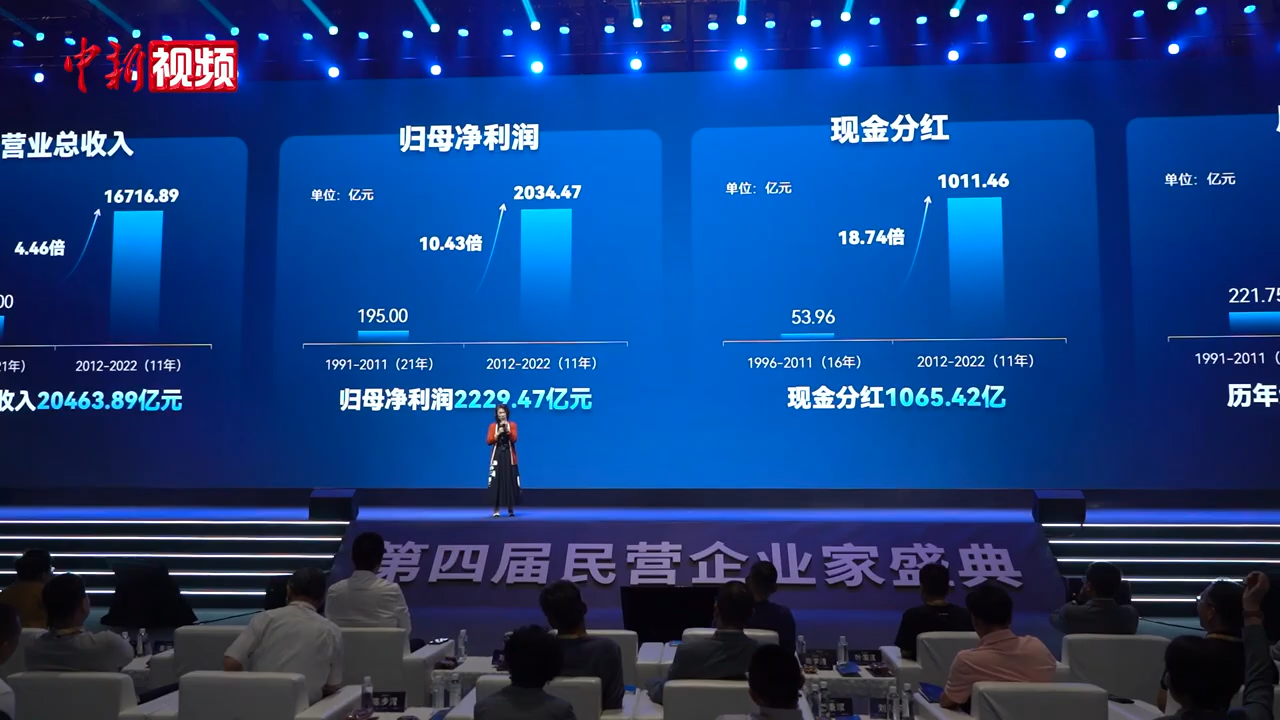 中新视频
营业总收入
16716.89
4.46倍
00
21年）
2012-2022（11年）
收入20463.89亿元
归母净利润
单位：亿元
2034.47
10.43倍
195.00
1991-2011（21年）
2012-2022（11年）
归母净利润2229.47亿元
现金分红
单位：亿元
1011.46
18.74倍
53.96
1996-2011（16年）
2012-2022（11年）
现金分红1065.42亿
单位：亿元
221.75
1991-2011（
历年
第四届民营企业家盛典